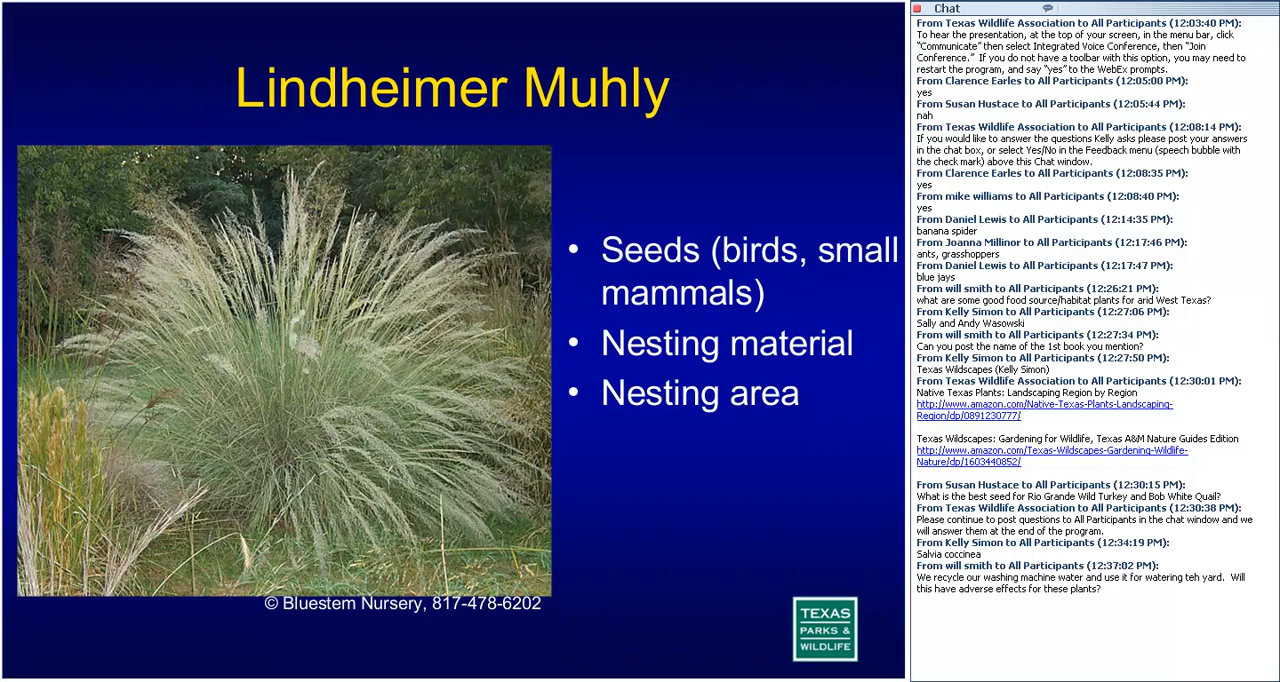 Lindheimer Muhly
• Seeds (birds, small
mammals)
• Nesting material
• Nesting area
© Bluestem Nursery, 817-478-6202
TEXAS
PARKS &
WILDLIFE
Chat
From Texas Wildlife Association to All Participants (12:03:40 PM):
To hear the presentation, at the top of your screen, in the menu bar, click
"Communicate" then select Integrated Voice Conference, then "Join
Conference." If you do not have a toolbar with this option, you may need to
restart the program, and say "yes" to the WebEx prompts.
From Clarence Earles to All Participants (12:05:00 PM):
yes
From Susan Hustace to All Participants (12:05:44 PM):
nah
From Texas Wildlife Association to All Participants (12:08:14 PM):
If you would like to answer the questions Kelly asks please post your answers
in the chat box, or select Yes/No in the Feedback menu (speech bubble with
the check mark) above this Chat window.
From Clarence Earles to All Participants (12:08:35 PM):
yes
From mike williams to All Participants (12:08:40 PM):
yes
From Daniel Lewis to All Participants (12:14:35 PM):
banana spider
From Joanna Millinor to All Participants (12:17:46 PM):
ants, grasshoppers
From Daniel Lewis to All Participants (12:17:47 PM):
blue jays
From will smith to All Participants (12:26:21 PM):
what are some good food source/habitat plants for arid West Texas?
From Kelly Simon to All Participants (12:27:06 PM):
Sally and Andy Wasowski
From will smith to All Participants (12:27:34 PM):
Can you post the name of the 1st book you mention?
From Kelly Simon to All Participants (12:27:50 PM):
Texas Wildscapes (Kelly Simon)
From Texas Wildlife Association to All Participants (12:30:01 PM):
Native Texas Plants: Landscaping Region by Region
http://www.amazon.com/Native-Texas-Plants-Landscaping-
Region/dp/0891230777/
Texas Wildscapes: Gardening for Wildlife, Texas A&M Nature Guides Edition
http://www.amazon.com/Texas-Wildscapes-Gardening-Wildlife-
Nature/dp/1603440852/
From Susan Hustace to All Participants (12:30:15 PM):
What is the best seed for Rio Grande Wild Turkey and Bob White Quail?
From Texas Wildlife Association to All Participants (12:30:38 PM):
Please continue to post questions to All Participants in the chat window and we
will answer them at the end of the program.
From Kelly Simon to All Participants (12:34:19 PM):
Salvia coccinea
From will smith to All Participants (12:37:02 PM):
We recycle our washing machine water and use it for watering teh yard. Will
this have adverse effects for these plants?